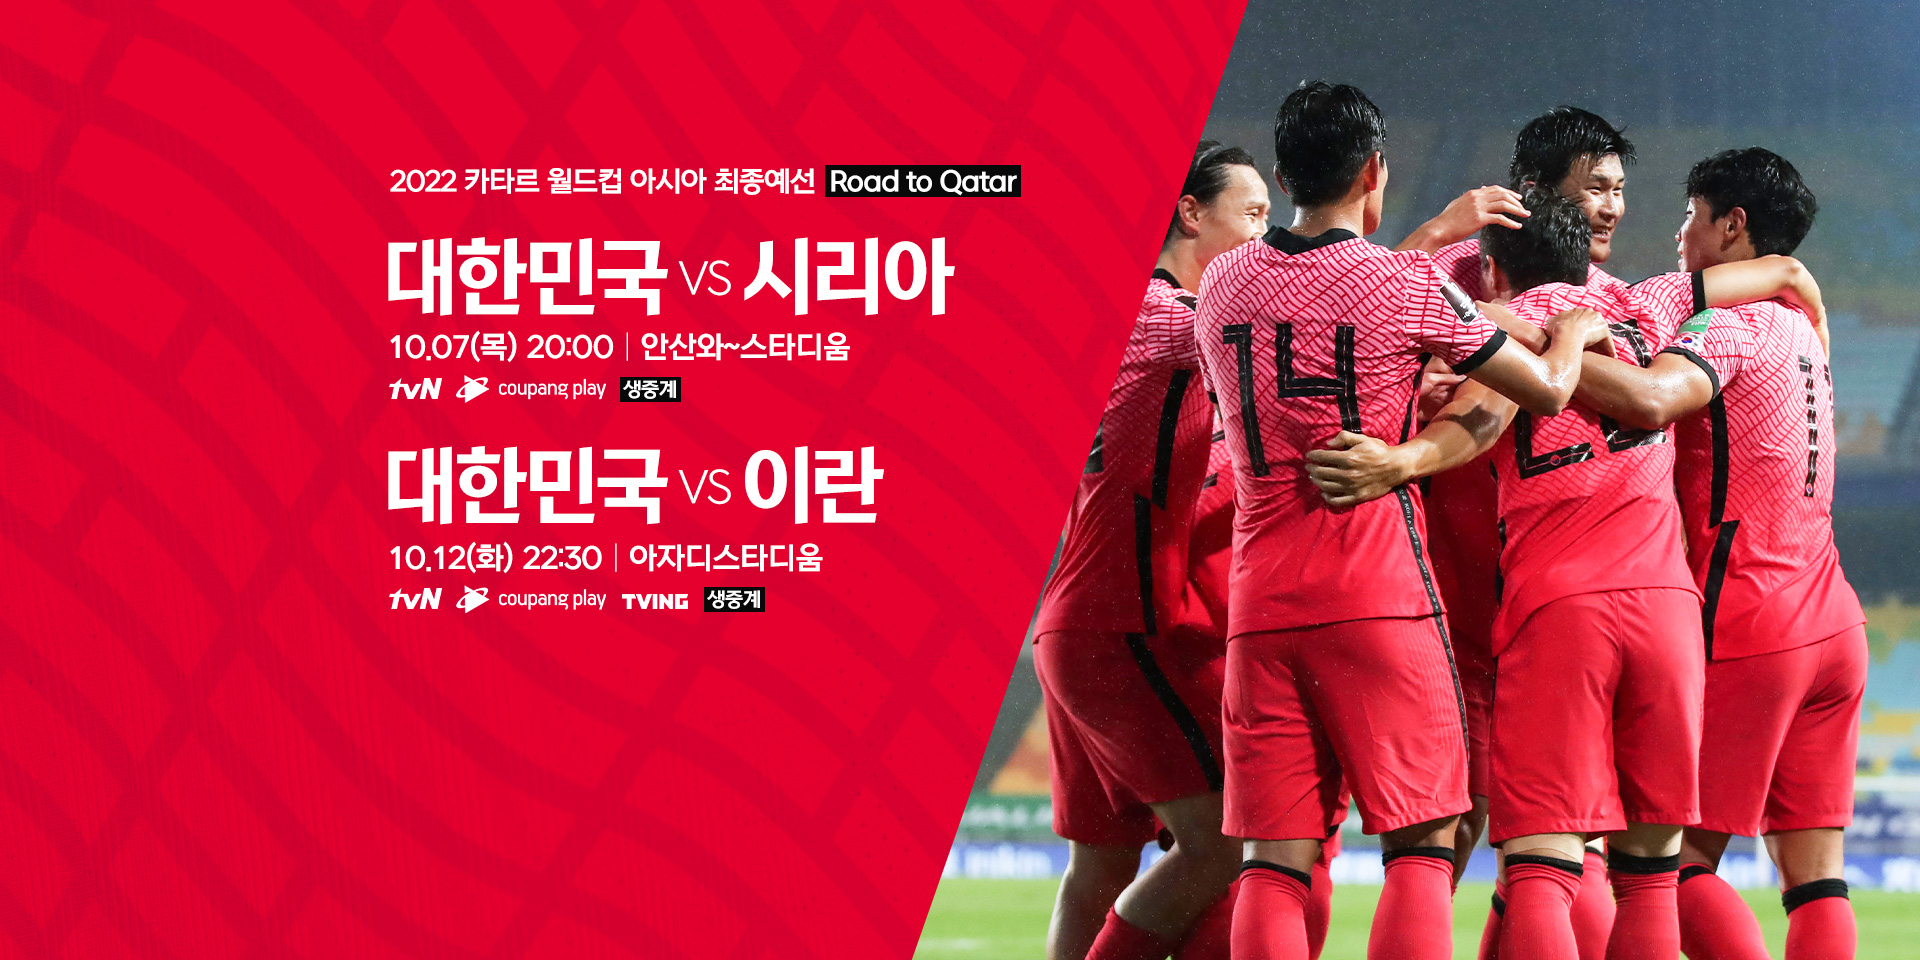 2022 카타르 월드컵 아시아 최종예선 Road to Qatar
대한민국 VS 시리아
10.07(목) 20:00 | 안산와~스타디움
tvN coupang play 생중계
대한민국 VS 이란
10.12(화) 22:30 | 아자디스타디움
tvN coupang play TVING 생중계
14